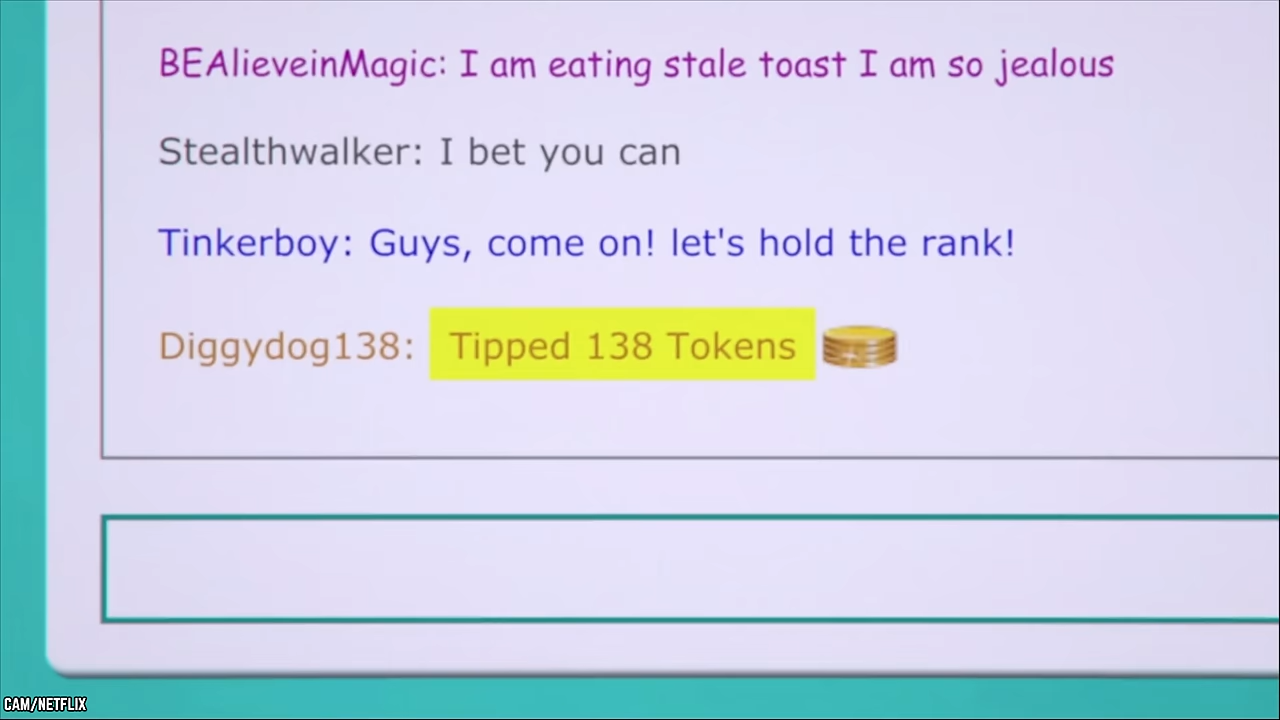 BEAlieveinMagic: I am eating stale toast I am so jealous
Stealthwalker: I bet you can
Tinkerboy: Guys, come on! let's hold the rank!
Diggydog138: Tipped 138 Tokens
CAM/NETFLIX